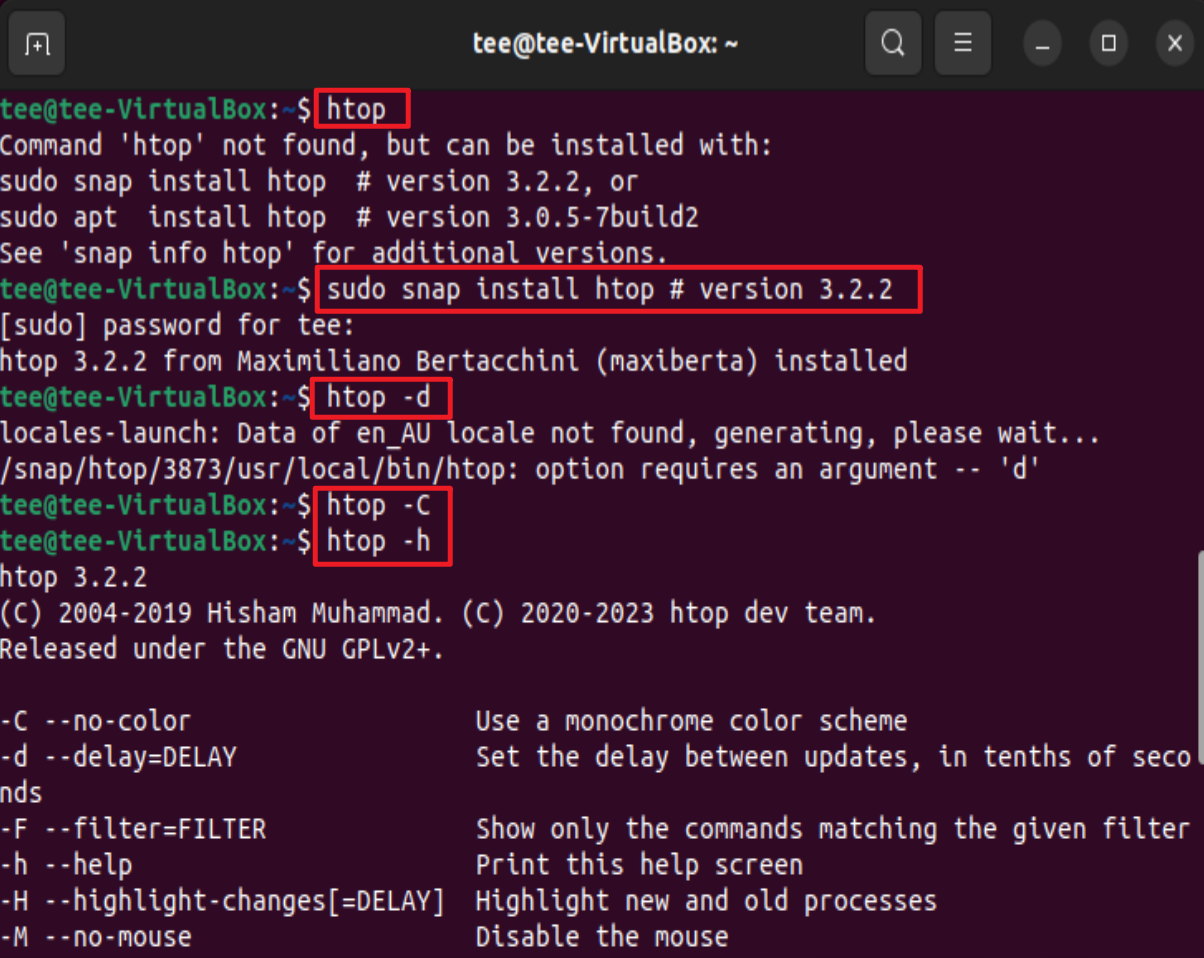 tee@tee-VirtualBox: ~
tee@tee-VirtualBox:~$ htop
Command 'htop' not found, but can be installed with:
sudo snap install htop  # version 3.2.2, or
sudo apt  install htop  # version 3.0.5-7build2
See 'snap info htop' for additional versions.
tee@tee-VirtualBox:~$ sudo snap install htop # version 3.2.2
[sudo] password for tee:
htop 3.2.2 from Maximiliano Bertacchini (maxiberta) installed
tee@tee-VirtualBox:~$ htop -d
locales-launch: Data of en_AU locale not found, generating, please wait...
/snap/htop/3873/usr/local/bin/htop: option requires an argument -- 'd'
tee@tee-VirtualBox:~$ htop -C
tee@tee-VirtualBox:~$ htop -h
htop 3.2.2
(C) 2004-2019 Hisham Muhammad. (C) 2020-2023 htop dev team.
Released under the GNU GPLv2+.
-C --no-color                   Use a monochrome color scheme
-d --delay=DELAY                Set the delay between updates, in tenths of seco
nds
-F --filter=FILTER              Show only the commands matching the given filter
-h --help                       Print this help screen
-H --highlight-changes[=DELAY]  Highlight new and old processes
-M --no-mouse                   Disable the mouse